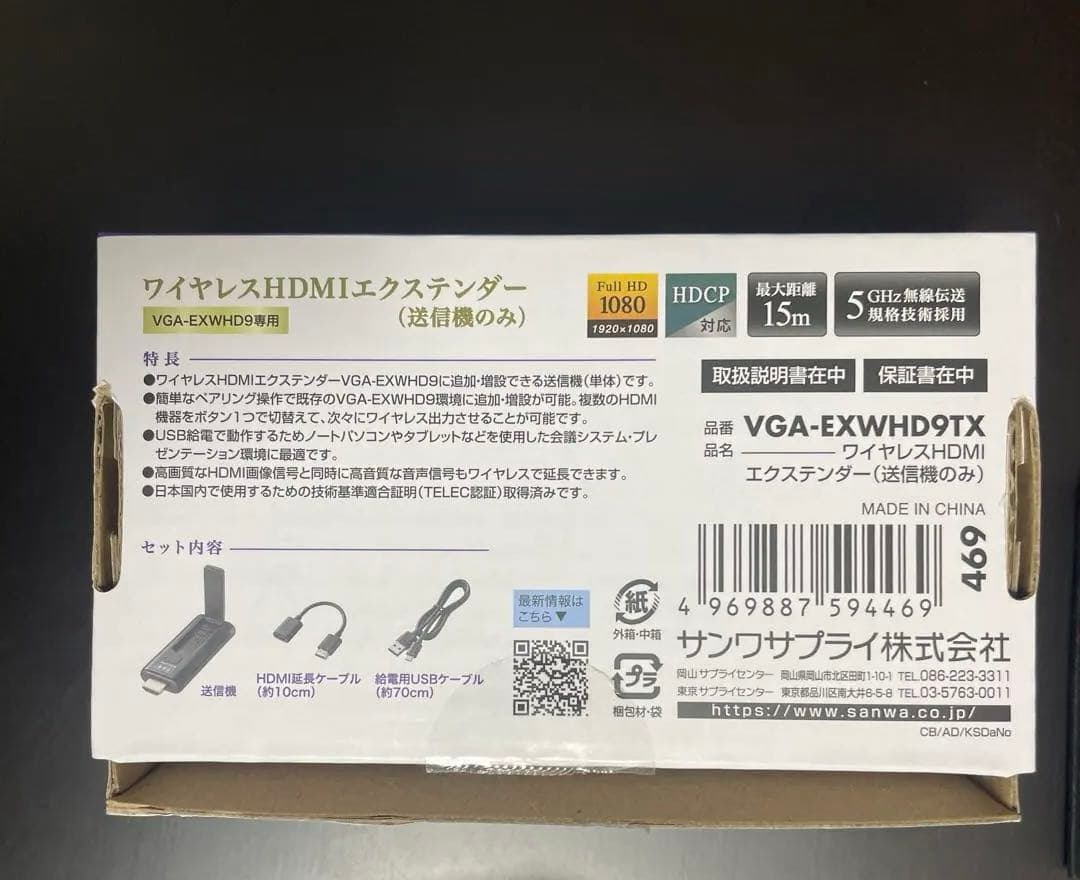 ワイヤレスHDMIエクステンダー
VGA-EXWHD9専用
(送信機のみ)
Full HD
1080
1920×1080
HDCP
対応
最大距離
15m
5GHz無線伝送
規格技術採用
特長
●ワイヤレスHDMIエクステンダーVGA-EXWHD9に追加・増設できる送信機(単体)です。
●簡単なペアリング操作で既存のVGA-EXWHD9環境に追加・増設が可能。複数のHDMI
機器をボタン1つで切替えて、次々にワイヤレス出力させることが可能です。
●USB給電で動作するためノートパソコンやタブレットなどを使用した会議システム・プレ
ゼンテーション環境に最適です。
●高画質なHDMI画像信号と同時に高音質な音声信号もワイヤレスで延長できます。
●日本国内で使用するための技術基準適合証明(TELEC認証)取得済みです。
取扱説明書在中
保証書在中
品番 VGA-EXWHD9TX
品名 ワイヤレスHDMI
エクステンダー(送信機のみ)
MADE IN CHINA
469
4 969887 594469
セット内容
送信機
HDMI延長ケーブル
(約10cm)
給電用USBケーブル
(約70cm)
最新情報は
こちら▼
紙
外箱・中箱
プラ
梱包材・袋
サンワサプライ株式会社
岡山サプライセンター 岡山県岡山市北区田町1-10-1 TEL.086-223-3311
東京サプライセンター 東京都品川区南大井6-5-8 TEL.03-5763-0011
https://www.sanwa.co.jp/
CB/AD/KSDaNo